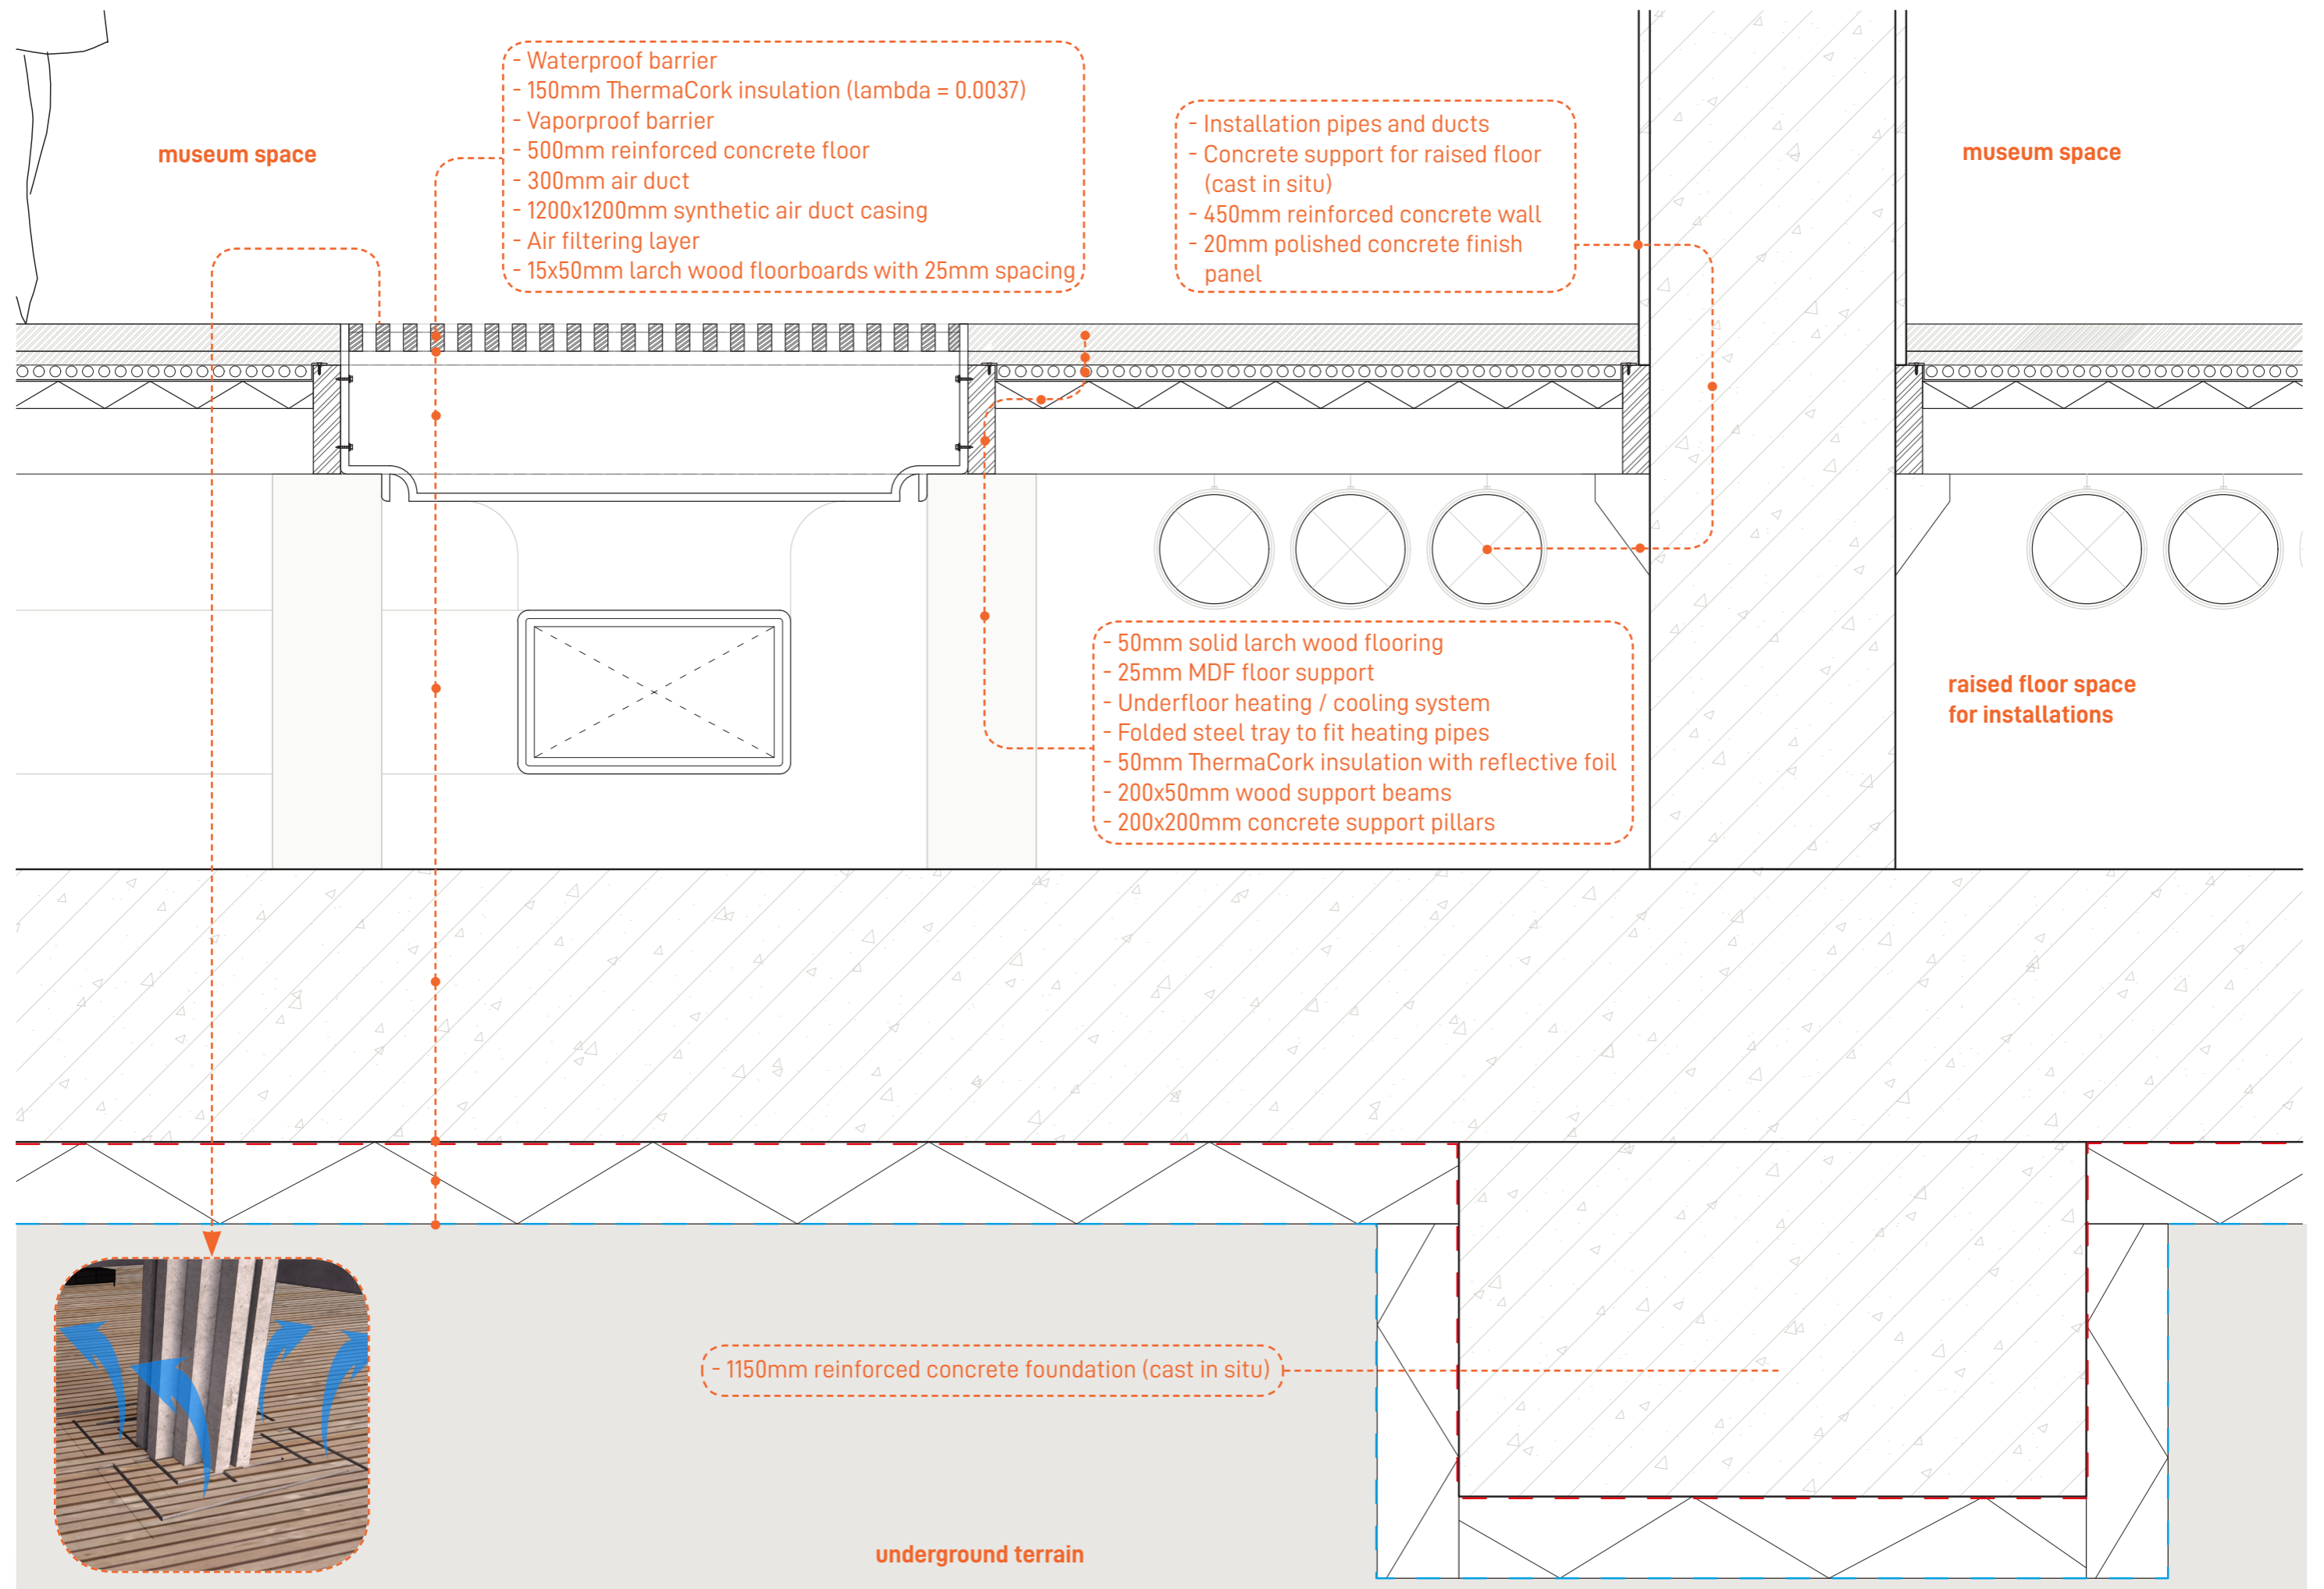 - Waterproof barrier
- 150mm ThermaCork insulation (lambda = 0.0037)
- Vaporproof barrier
- 500mm reinforced concrete floor
- 300mm air duct
- 1200x1200mm synthetic air duct casing
- Air filtering layer
- 15x50mm larch wood floorboards with 25mm spacing
museum space
- Installation pipes and ducts
- Concrete support for raised floor
(cast in situ)
- 450mm reinforced concrete wall
- 20mm polished concrete finish
panel
museum space
- 50mm solid larch wood flooring
- 25mm MDF floor support
- Underfloor heating / cooling system
- Folded steel tray to fit heating pipes
- 50mm ThermaCork insulation with reflective foil
- 200x50mm wood support beams
- 200x200mm concrete support pillars
raised floor space
for installations
- 1150mm reinforced concrete foundation (cast in situ)
underground terrain